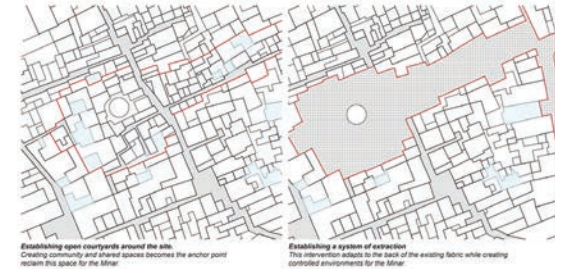 Establishing open courtyards around the site.
Creating community and shared spaces becomes the anchor point
reclaim this space for the Minar
Establishing a system of extraction
This intervention adapts to the back of the existing fabric while creating
controlled environments for the Minar